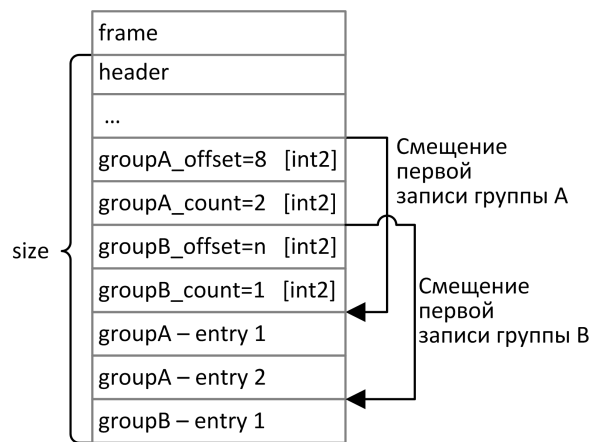 frame
header
...
groupA_offset=8 [int2]
groupA_count=2 [int2]
groupB_offset=n [int2]
groupB_count=1 [int2]
groupA – entry 1
groupA – entry 2
groupB – entry 1
size
Смещение
первой
записи группы A
Смещение
первой
записи группы B